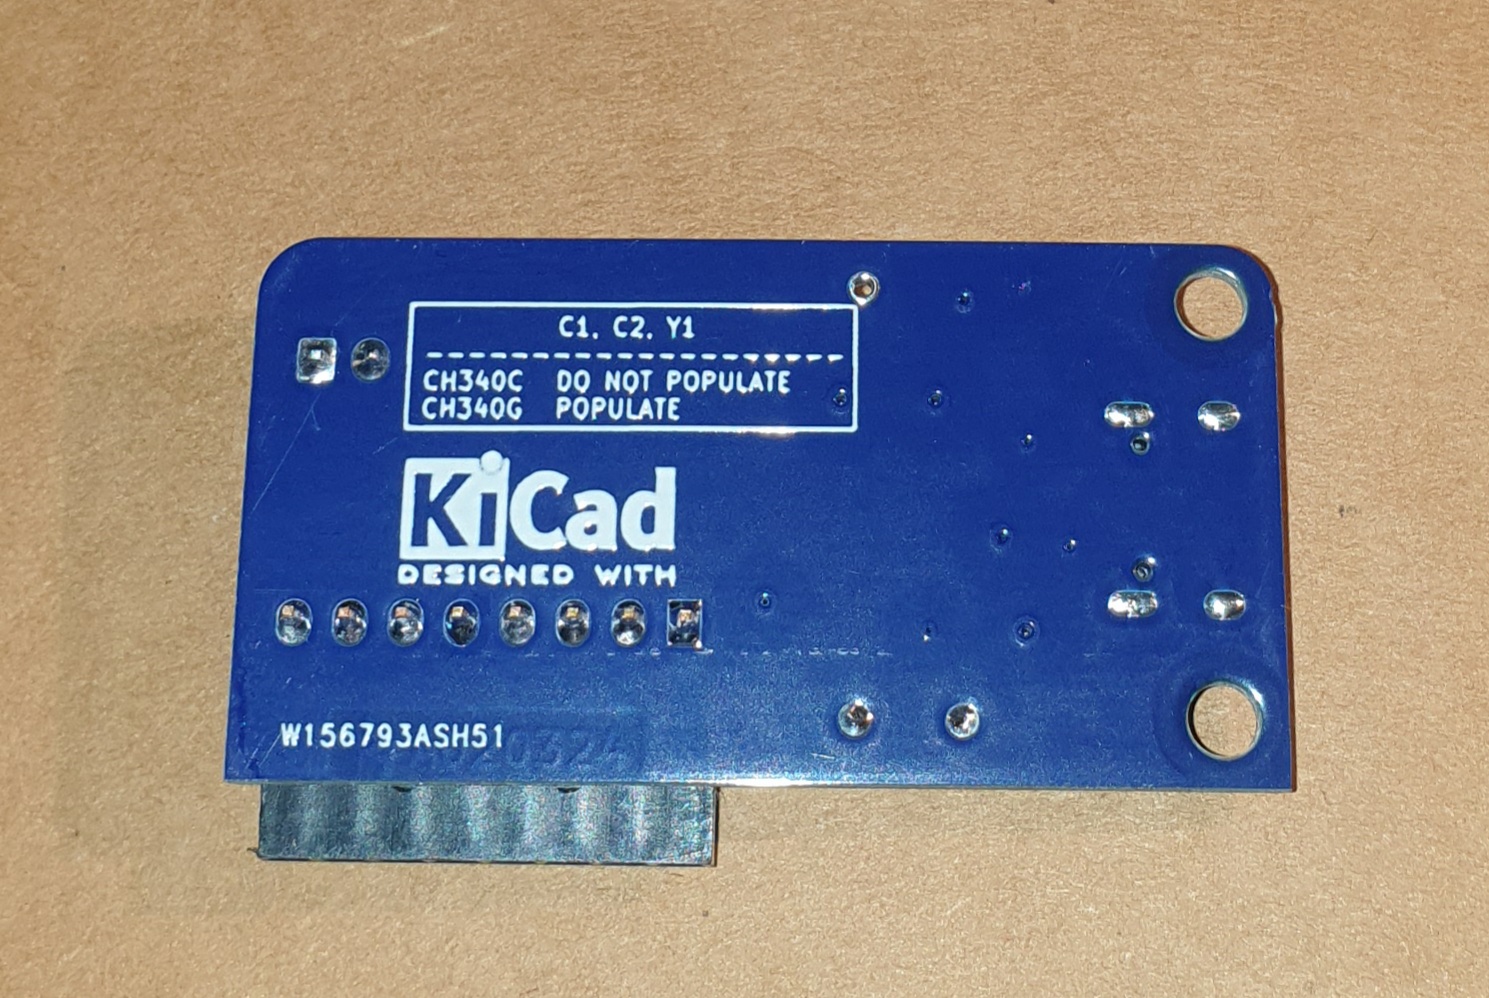 C1, C2, Y1
CH340C DO NOT POPULATE
CH340G POPULATE
KiCad
DESIGNED WITH
W156793ASH51